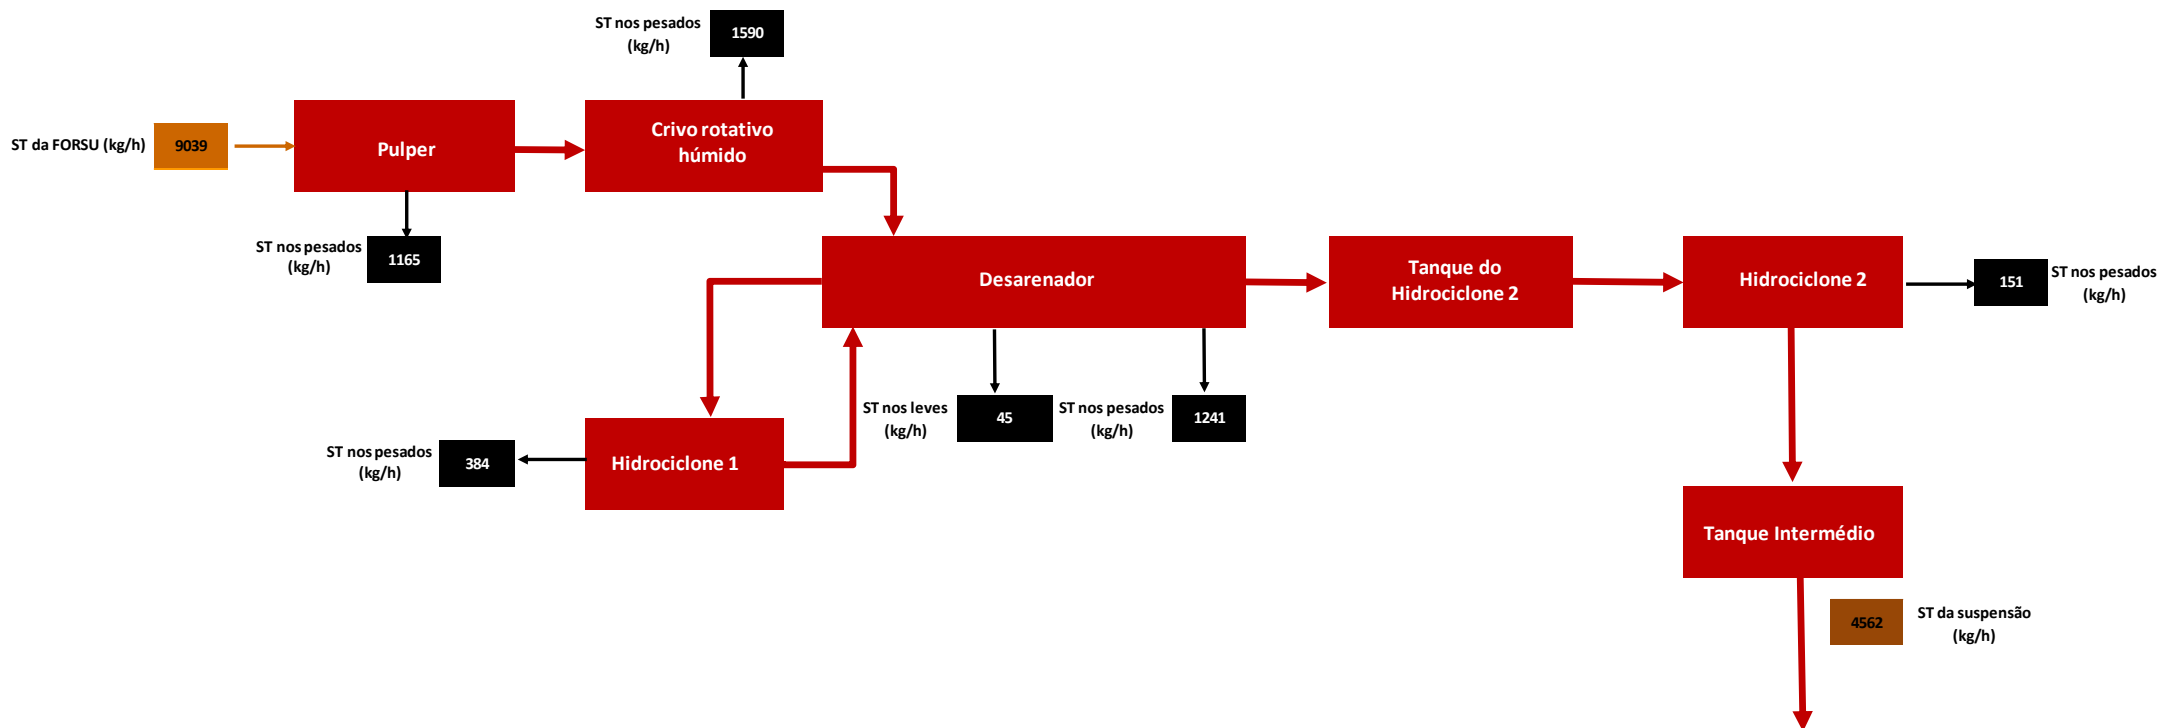 ST nos pesados
(kg/h)
1590
ST da FORSU (kg/h)
9039
Pulper
Crivo rotativo
húmido
ST nos pesados
(kg/h)
1165
Desarenador
Tanque do
Hidrociclone 2
Hidrociclone 2
151
ST nos pesados
(kg/h)
ST nos leves
(kg/h)
45
ST nos pesados
(kg/h)
1241
ST nos pesados
(kg/h)
384
Hidrociclone 1
Tanque Intermédio
4562
ST da suspensão
(kg/h)